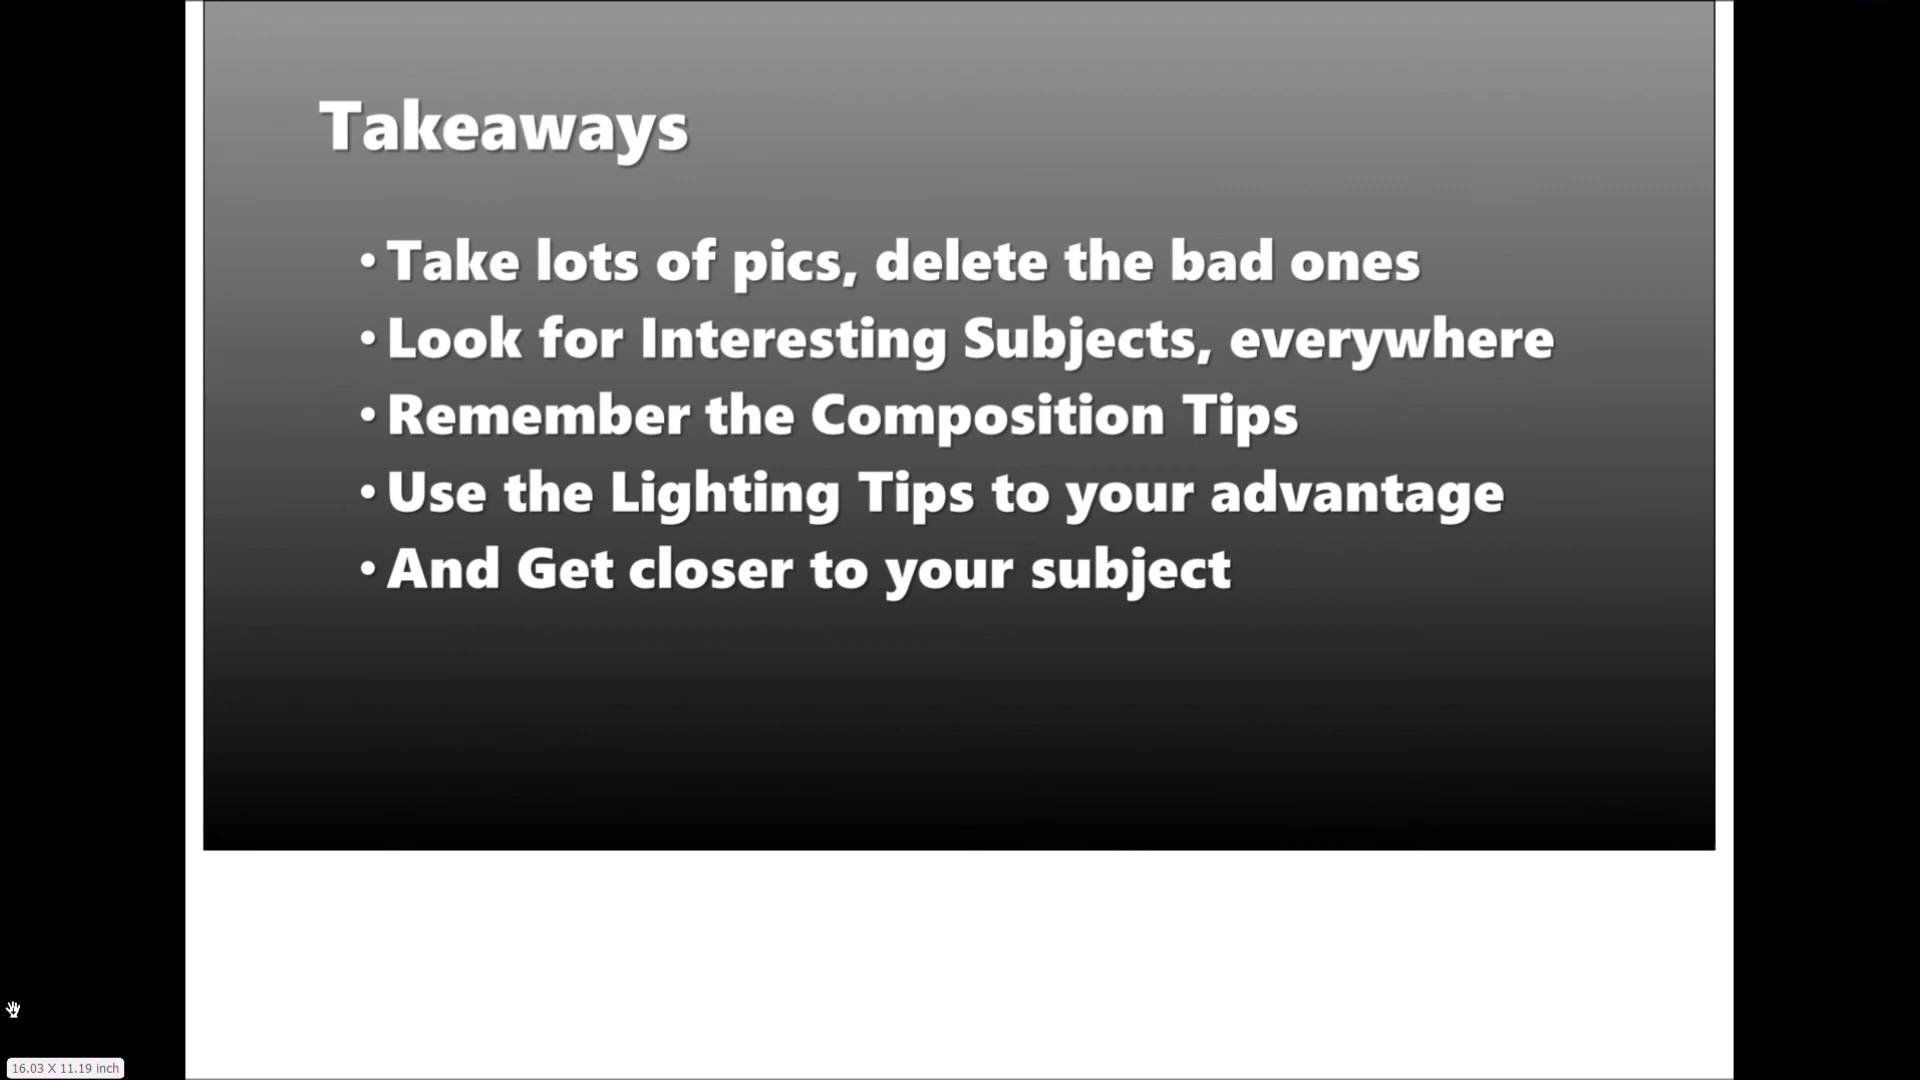 Takeaways
• Take lots of pics, delete the bad ones
• Look for Interesting Subjects, everywhere
• Remember the Composition Tips
• Use the Lighting Tips to your advantage
• And Get closer to your subject
16.03 X 11.19 inch